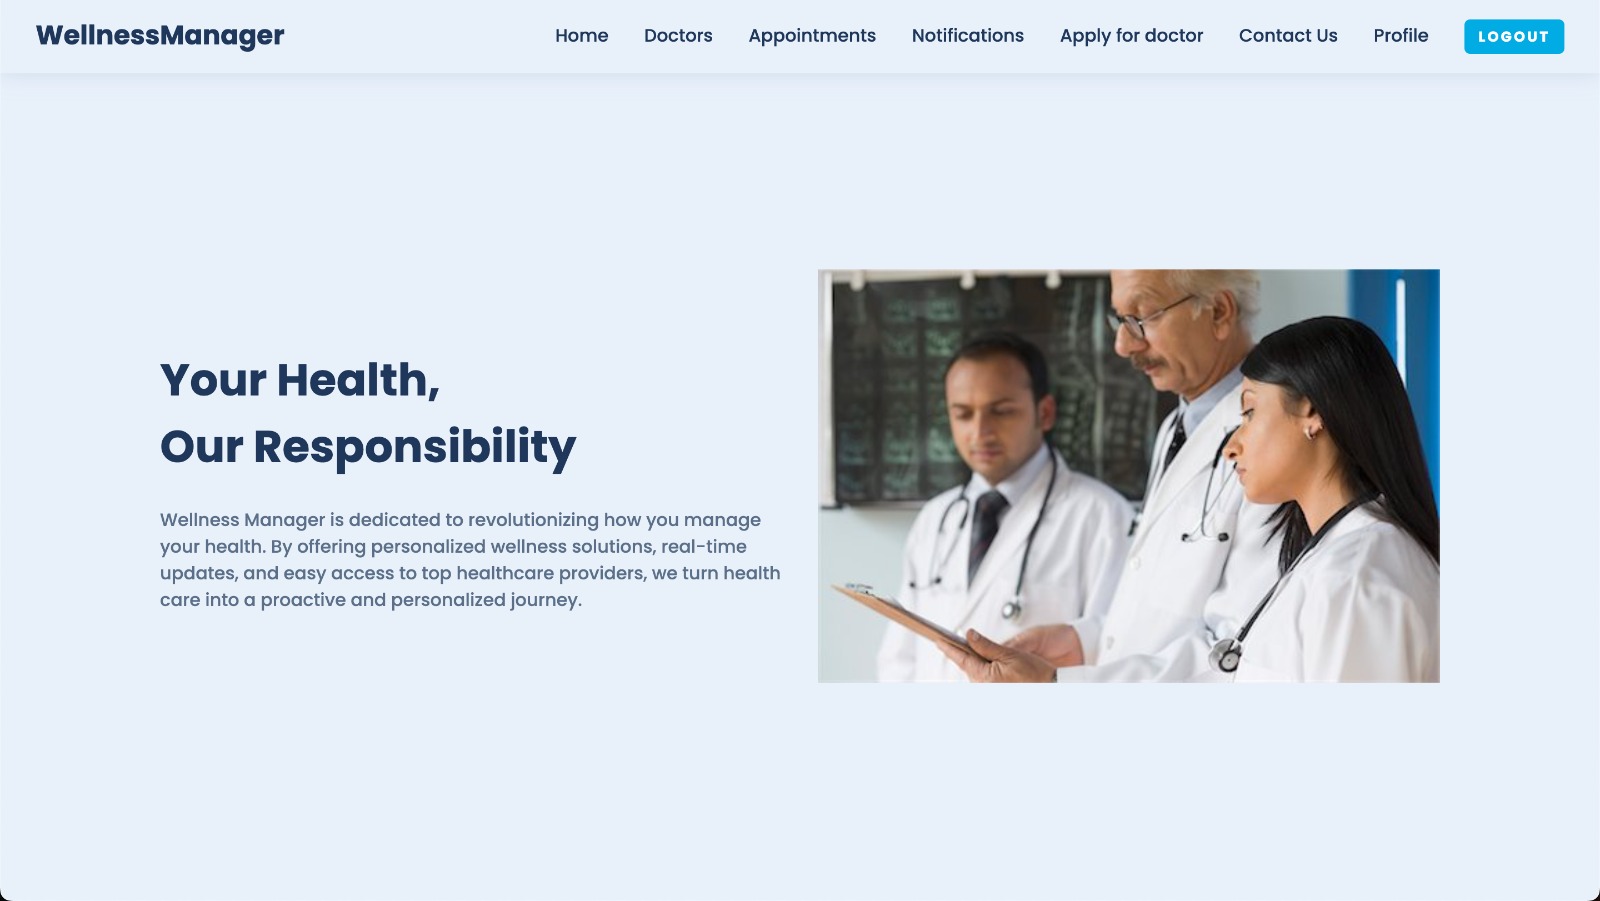 WellnessManager
Home
Doctors
Appointments
Notifications
Apply for doctor
Contact Us
Profile
LOGOUT
Your Health,
Our Responsibility
Wellness Manager is dedicated to revolutionizing how you manage
your health. By offering personalized wellness solutions, real-time
updates, and easy access to top healthcare providers, we turn health
care into a proactive and personalized journey.